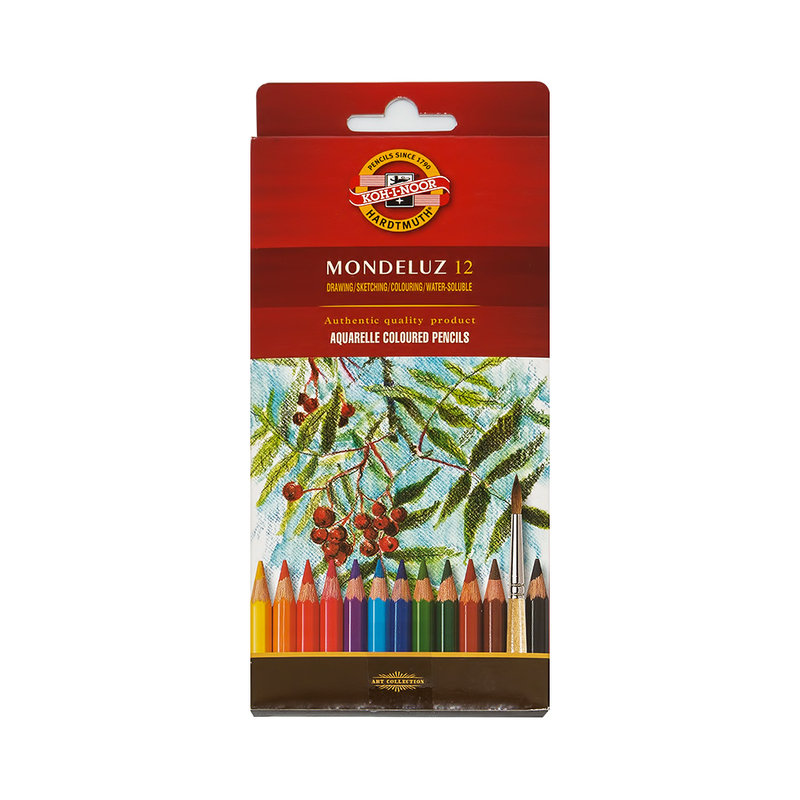 PENCILS SINCE 1790
KOH-I-NOOR
HARDTMUTH®
MONDELUZ 12
DRAWING/SKETCHING/COLOURING/WATER-SOLUBLE
Authentic quality product
AQUARELLE COLOURED PENCILS
ART COLLECTION